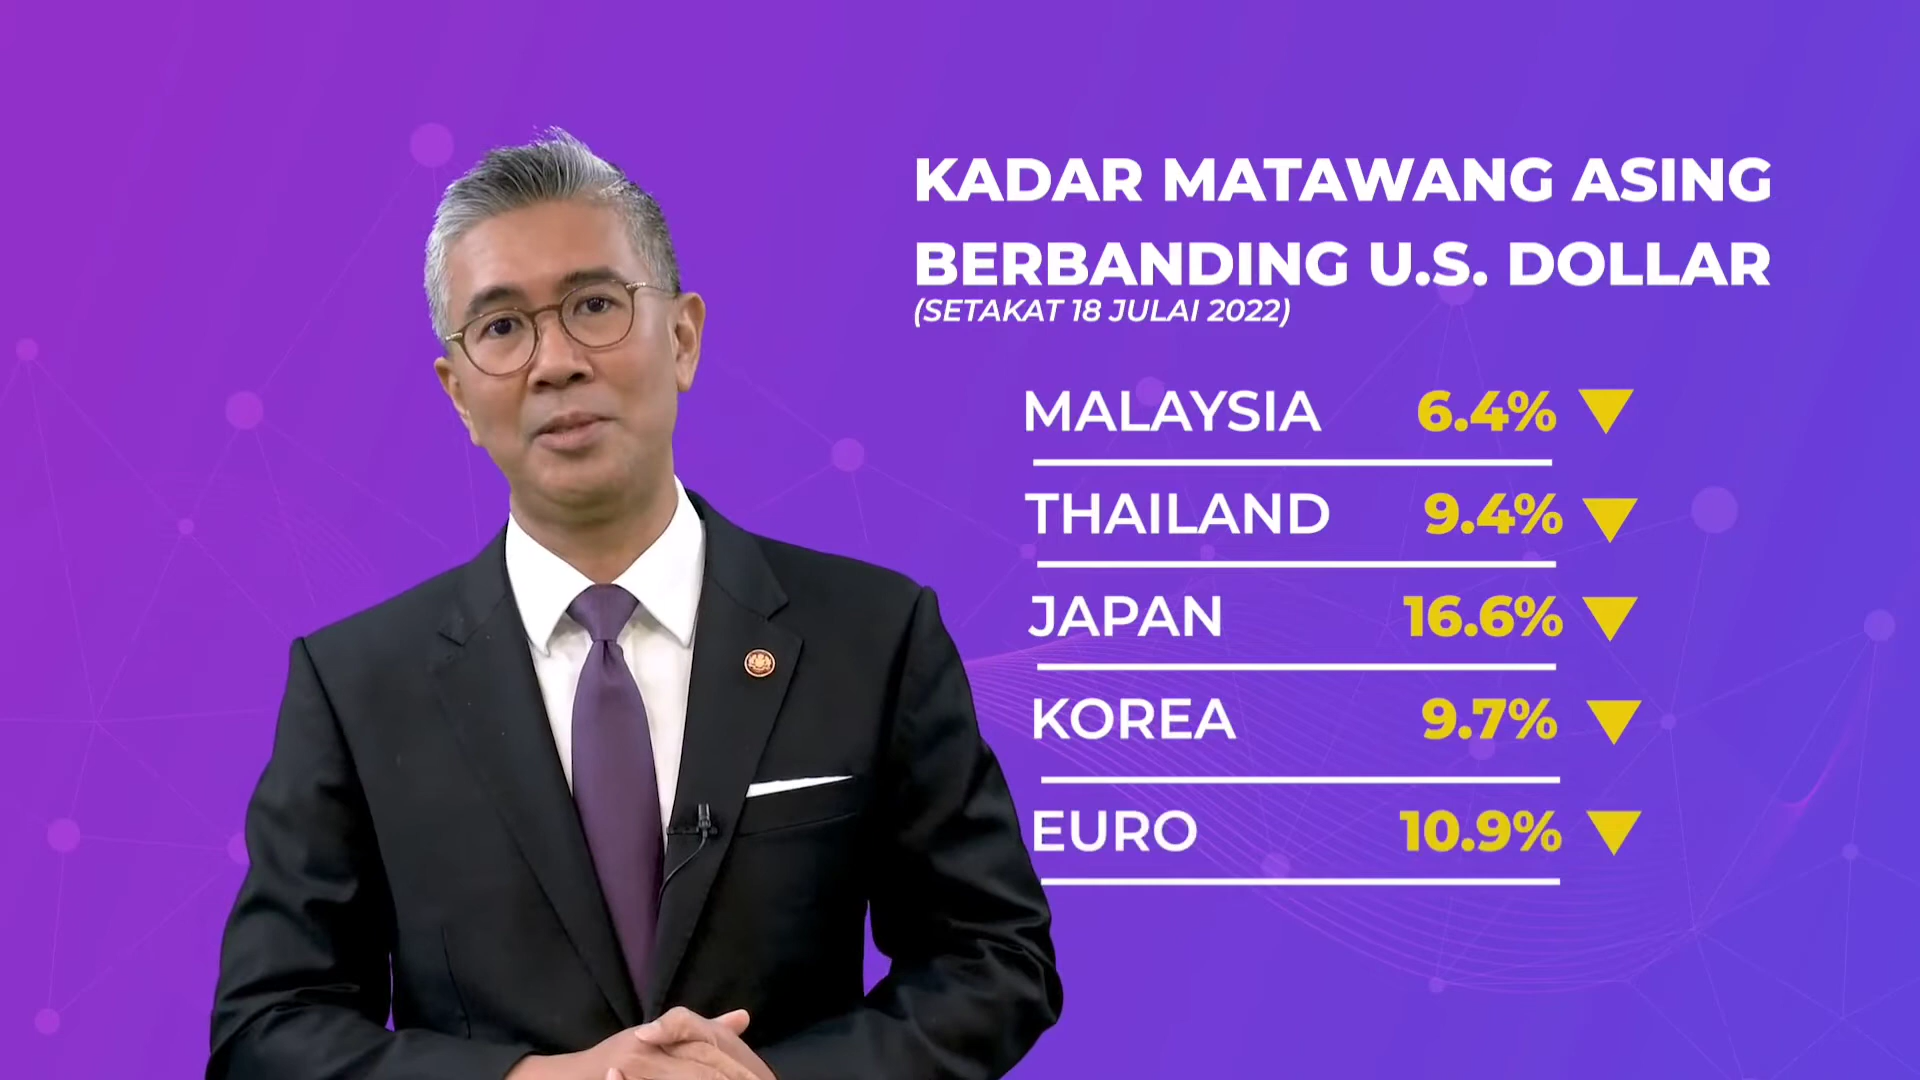 KADAR MATAWANG ASING
BERBANDING U.S. DOLLAR
(SETAKAT 18 JULAI 2022)
MALAYSIA 6.4% ▼
THAILAND 9.4% ▼
JAPAN 16.6% ▼
KOREA 9.7% ▼
EURO 10.9% ▼